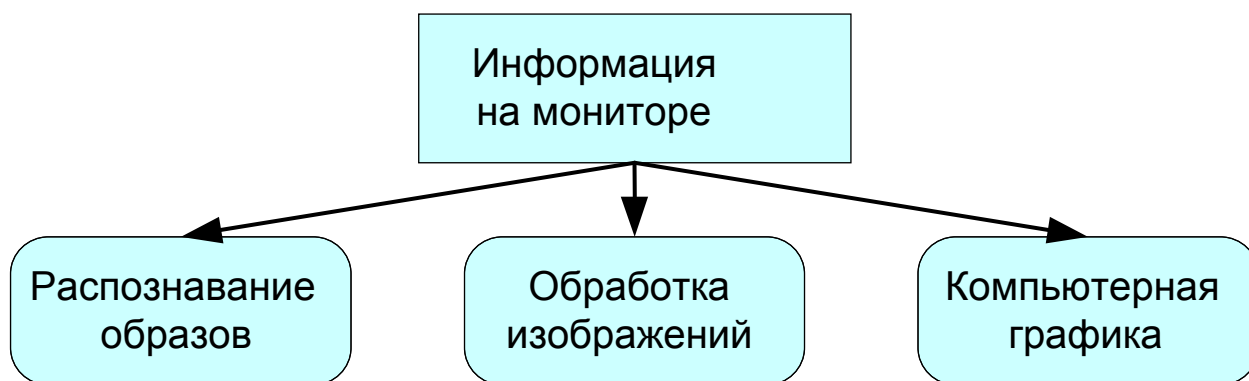 Информация
на мониторе
Распознавание
образов
Обработка
изображений
Компьютерная
графика